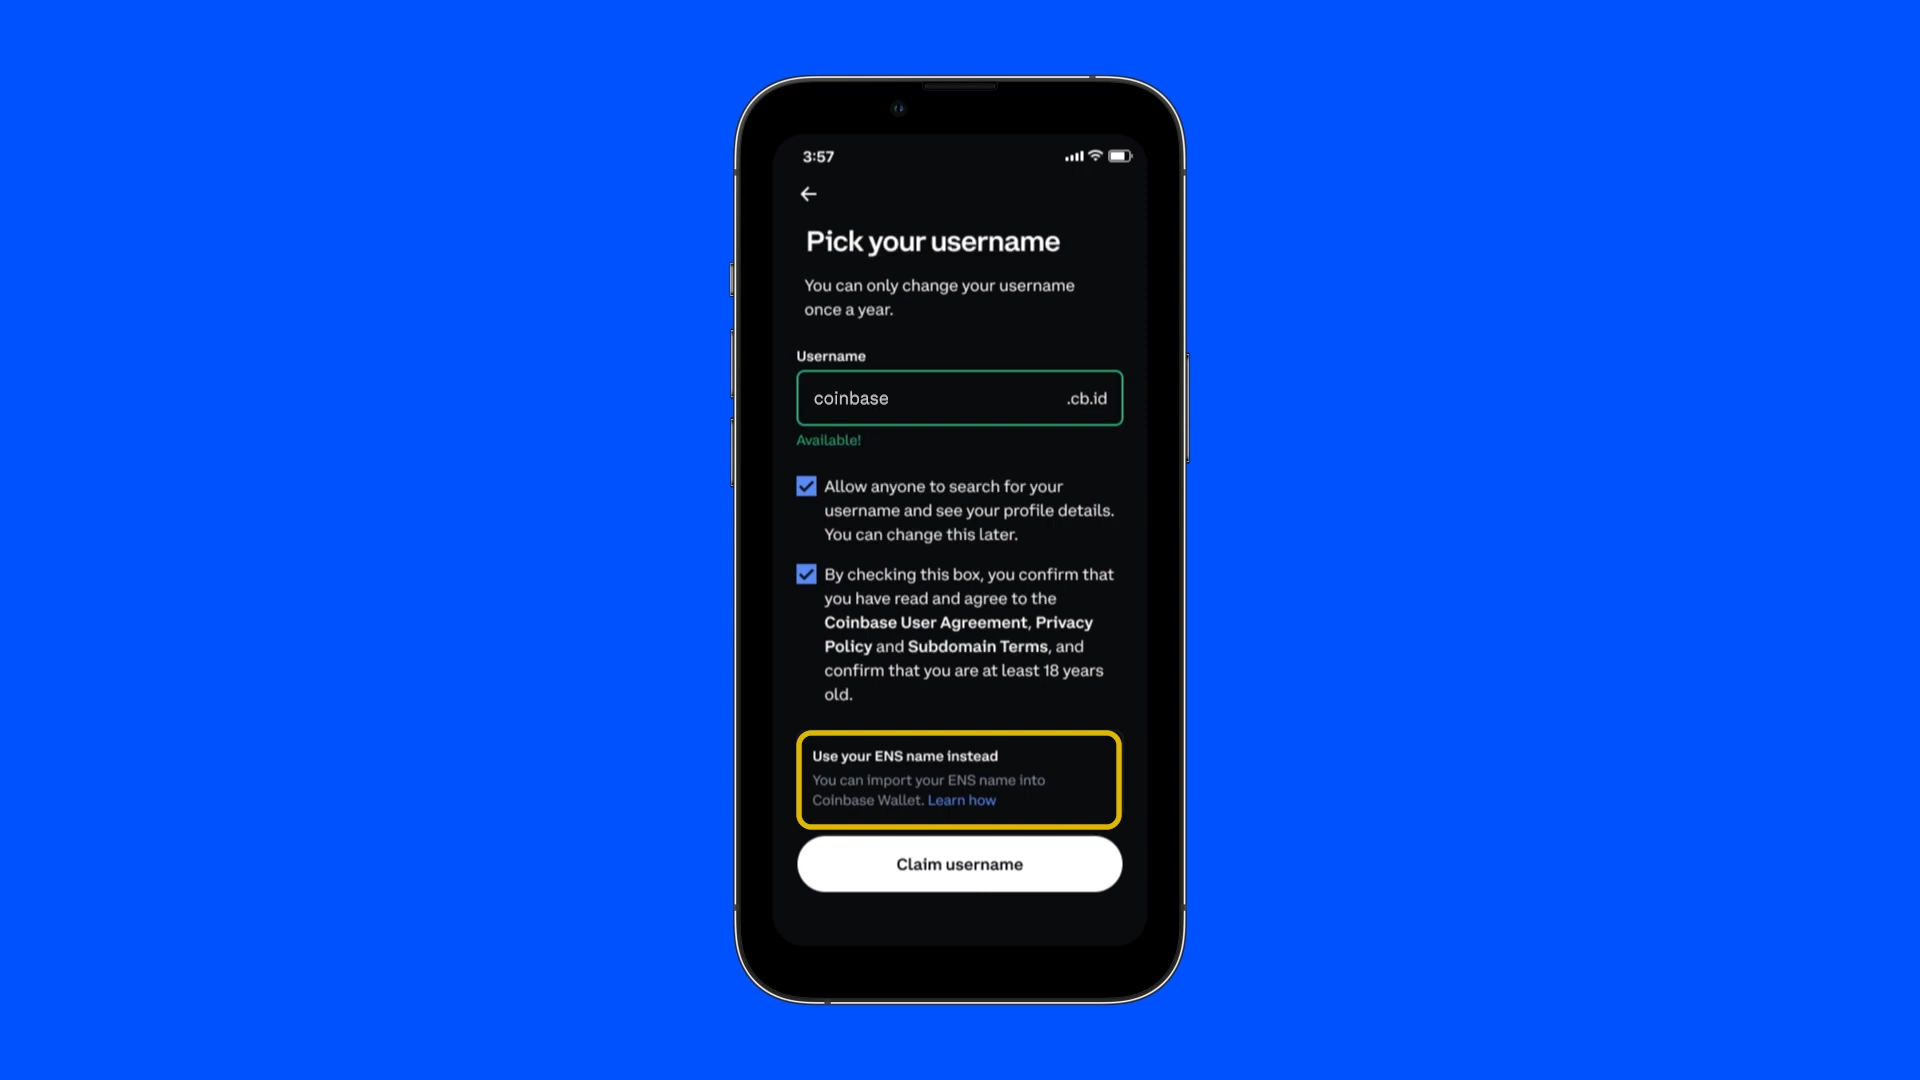 3:57
Pick your username
You can only change your username
once a year.
Username
coinbase .cb.id
Available!
Allow anyone to search for your
username and see your profile details.
You can change this later.
By checking this box, you confirm that
you have read and agree to the
Coinbase User Agreement, Privacy
Policy and Subdomain Terms, and
confirm that you are at least 18 years
old.
Use your ENS name instead
You can import your ENS name into
Coinbase Wallet. Learn how
Claim username